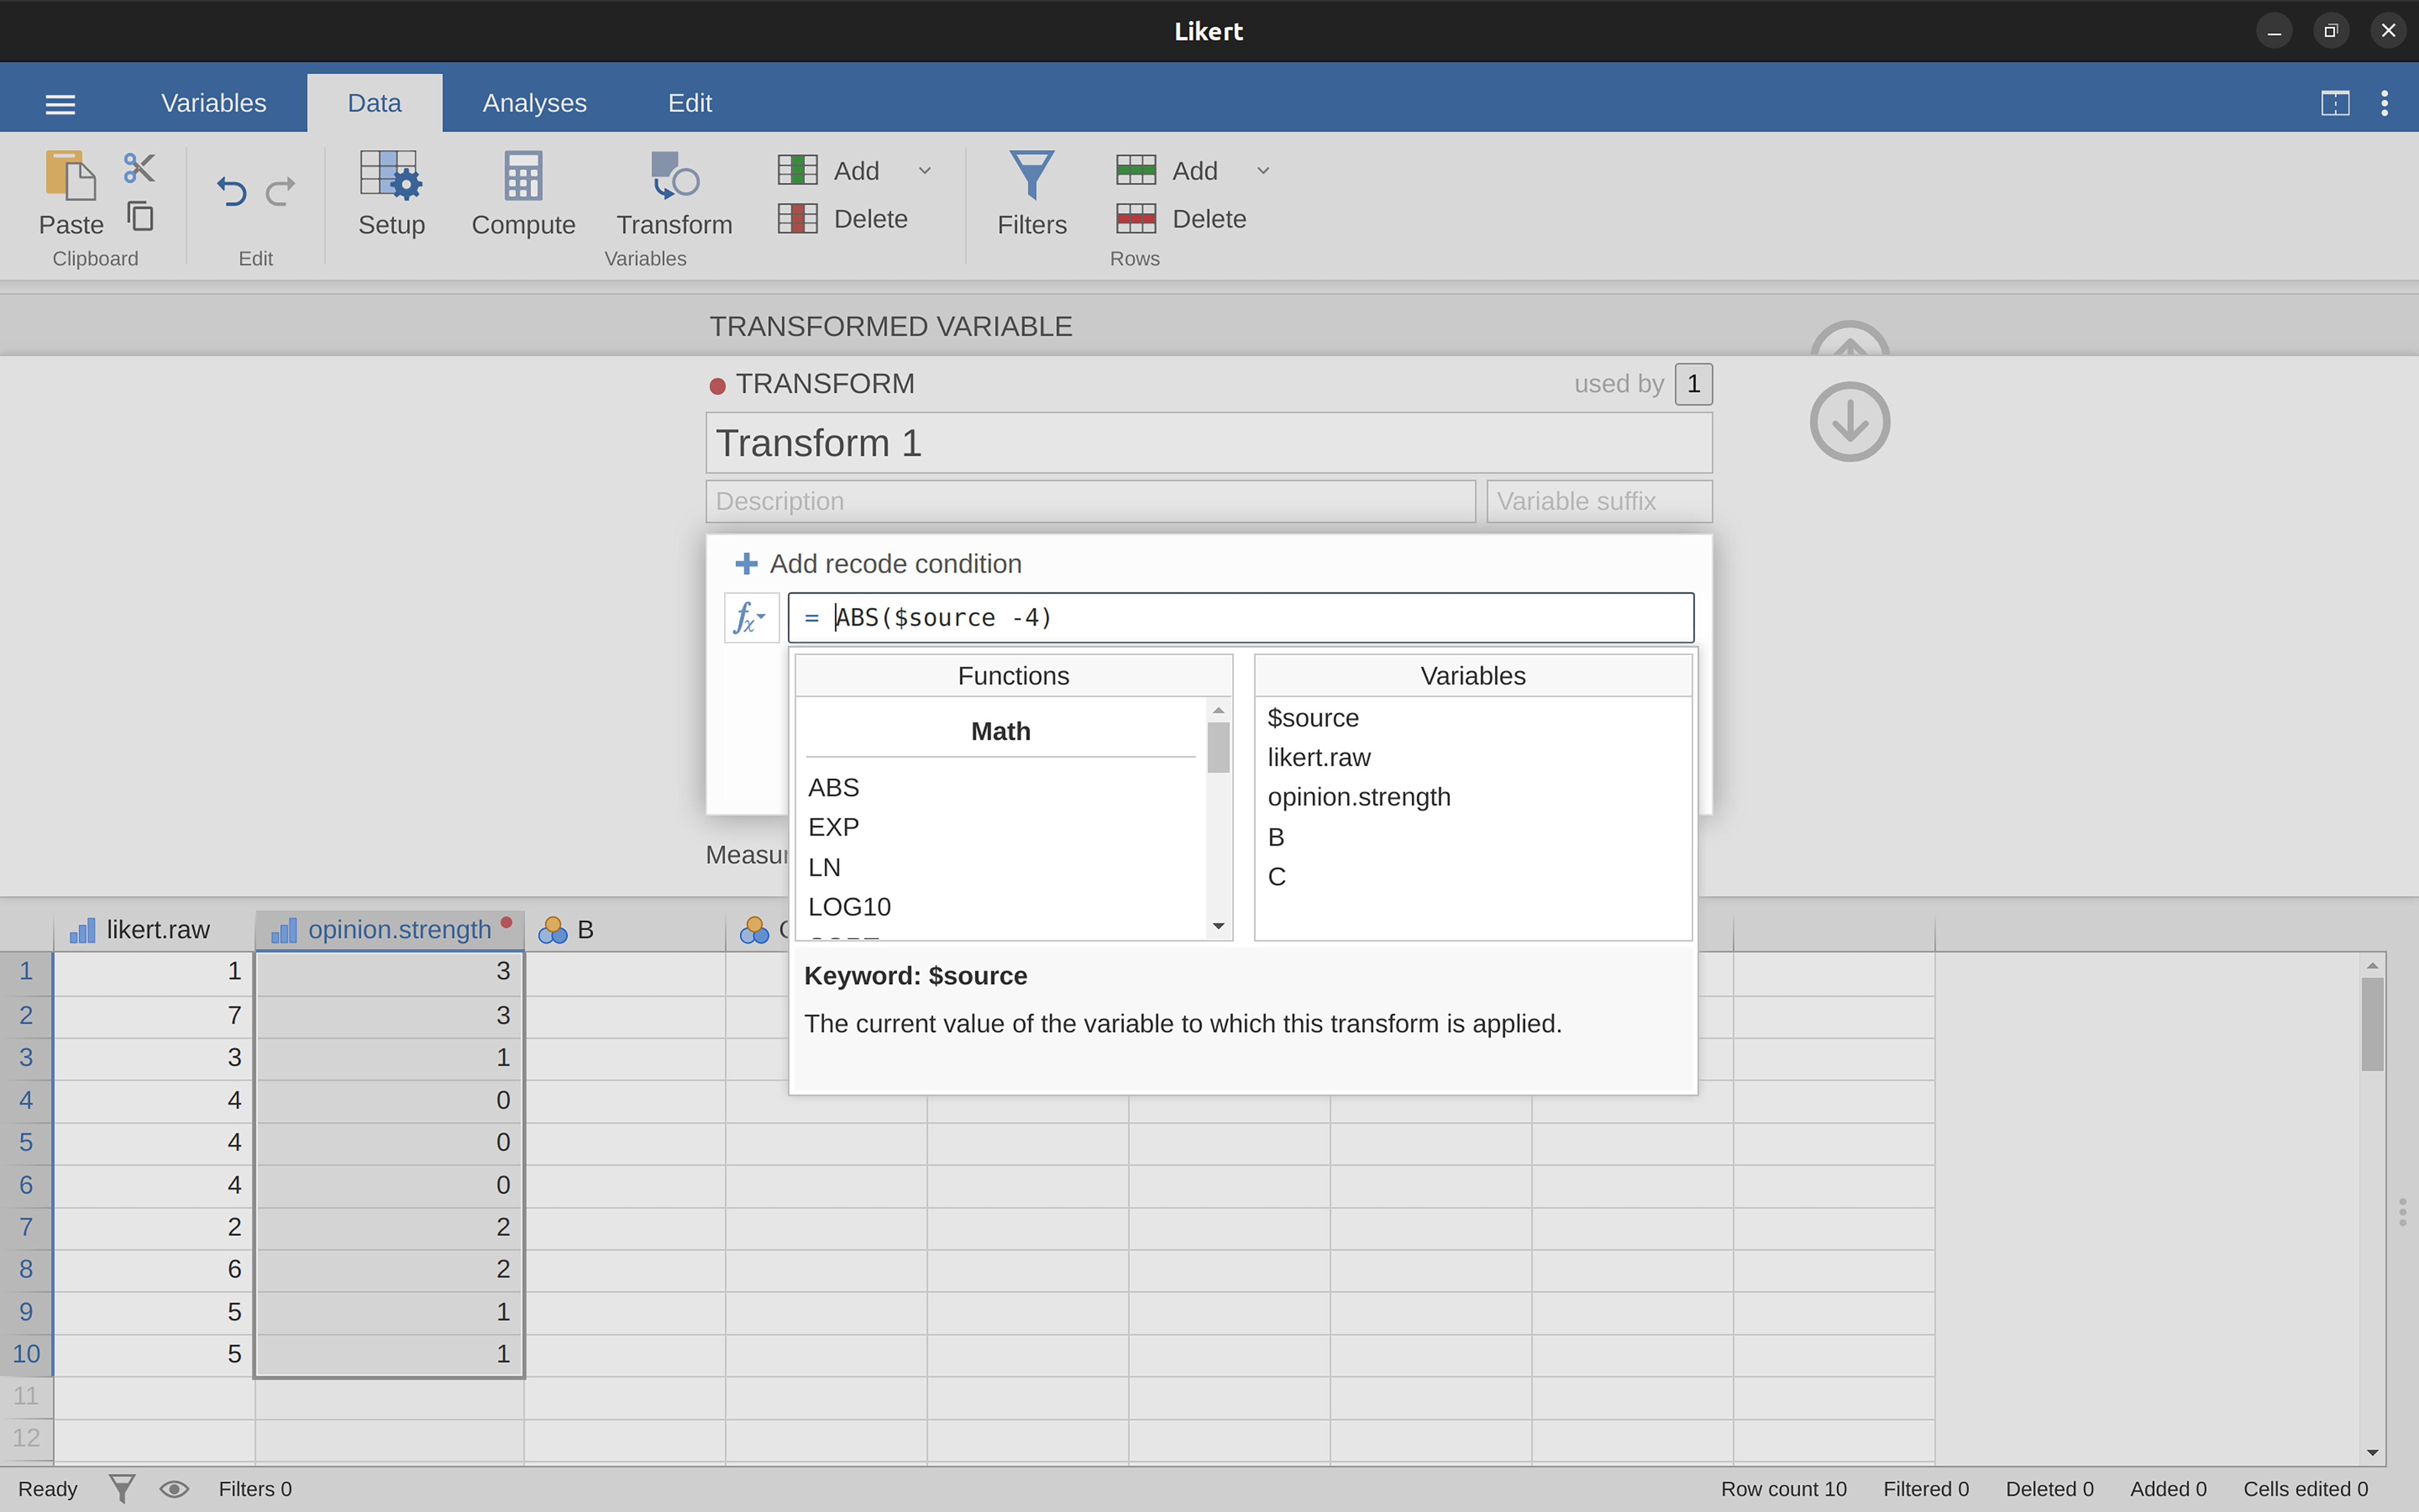 Likert
Variables Data Analyses Edit
Paste Setup Compute Transform Add Delete Filters Add Delete
Clipboard Edit Variables Rows
TRANSFORMED VARIABLE
TRANSFORM used by 1
Transform 1
Description Variable suffix
Add recode condition
fx = ABS($source -4)
Functions Variables
Math
ABS
EXP
LN
LOG10
$source
likert.raw
opinion.strength
B
C
Keyword: $source
The current value of the variable to which this transform is applied.
likert.raw opinion.strength B
1 1 3
2 7 3
3 3 1
4 4 0
5 4 0
6 4 0
7 2 2
8 6 2
9 5 1
10 5 1
11
12
Ready Filters 0 Row count 10 Filtered 0 Deleted 0 Added 0 Cells edited 0